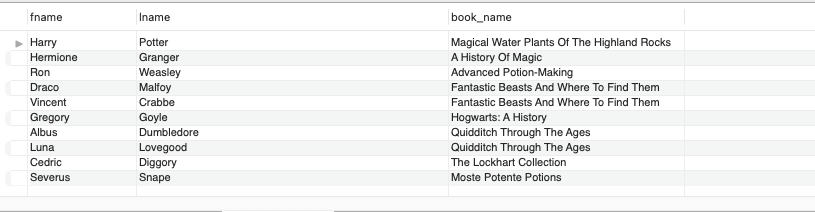 fname lname book_name
Harry Potter Magical Water Plants Of The Highland Rocks
Hermione Granger A History Of Magic
Ron Weasley Advanced Potion-Making
Draco Malfoy Fantastic Beasts And Where To Find Them
Vincent Crabbe Fantastic Beasts And Where To Find Them
Gregory Goyle Hogwarts: A History
Albus Dumbledore Quidditch Through The Ages
Luna Lovegood Quidditch Through The Ages
Cedric Diggory The Lockhart Collection
Severus Snape Moste Potente Potions